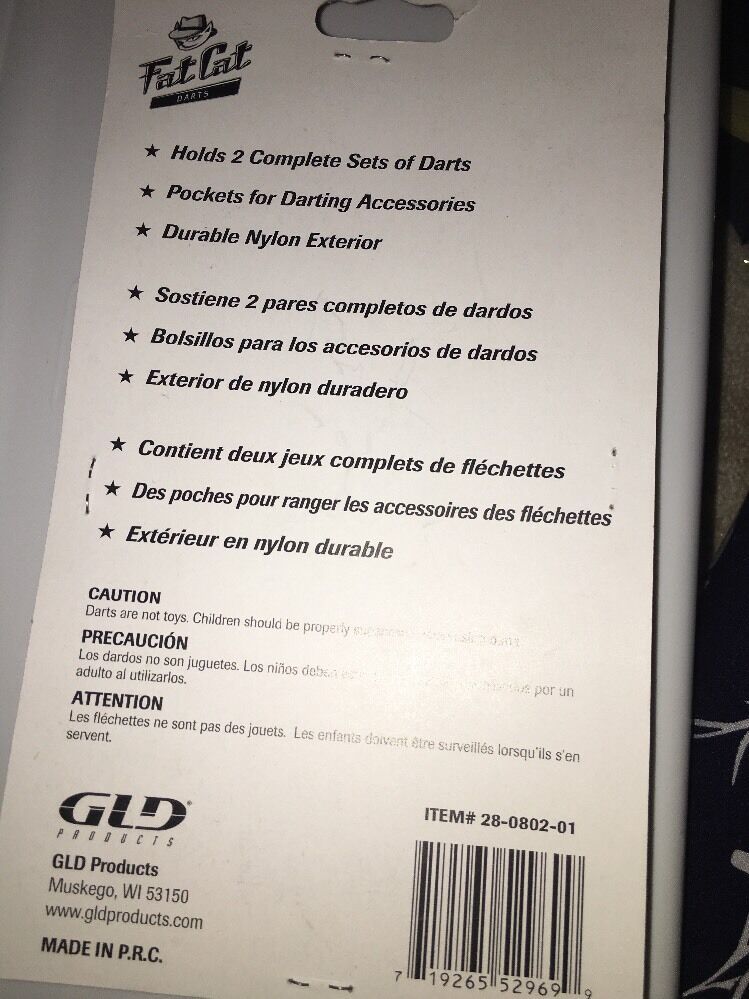 Fat Cat
DARTS
★ Holds 2 Complete Sets of Darts
★ Pockets for Darting Accessories
★ Durable Nylon Exterior
★ Sostiene 2 pares completos de dardos
★ Bolsillos para los accesorios de dardos
★ Exterior de nylon duradero
★ Contient deux jeux complets de fléchettes
★ Des poches pour ranger les accessoires des fléchettes
★ Extérieur en nylon durable
CAUTION
Darts are not toys. Children should be properly
PRECAUCIÓN
Los dardos no son juguetes. Los niños deben por un
adulto al utilizarlos.
ATTENTION
Les fléchettes ne sont pas des jouets. Les enfants doivent être surveillés lorsqu'ils s'en
servent.
GLD®
PRODUCTS
GLD Products
Muskego, WI 53150
www.gldproducts.com
MADE IN P.R.C.
ITEM# 28-0802-01
7 19265 52969 9